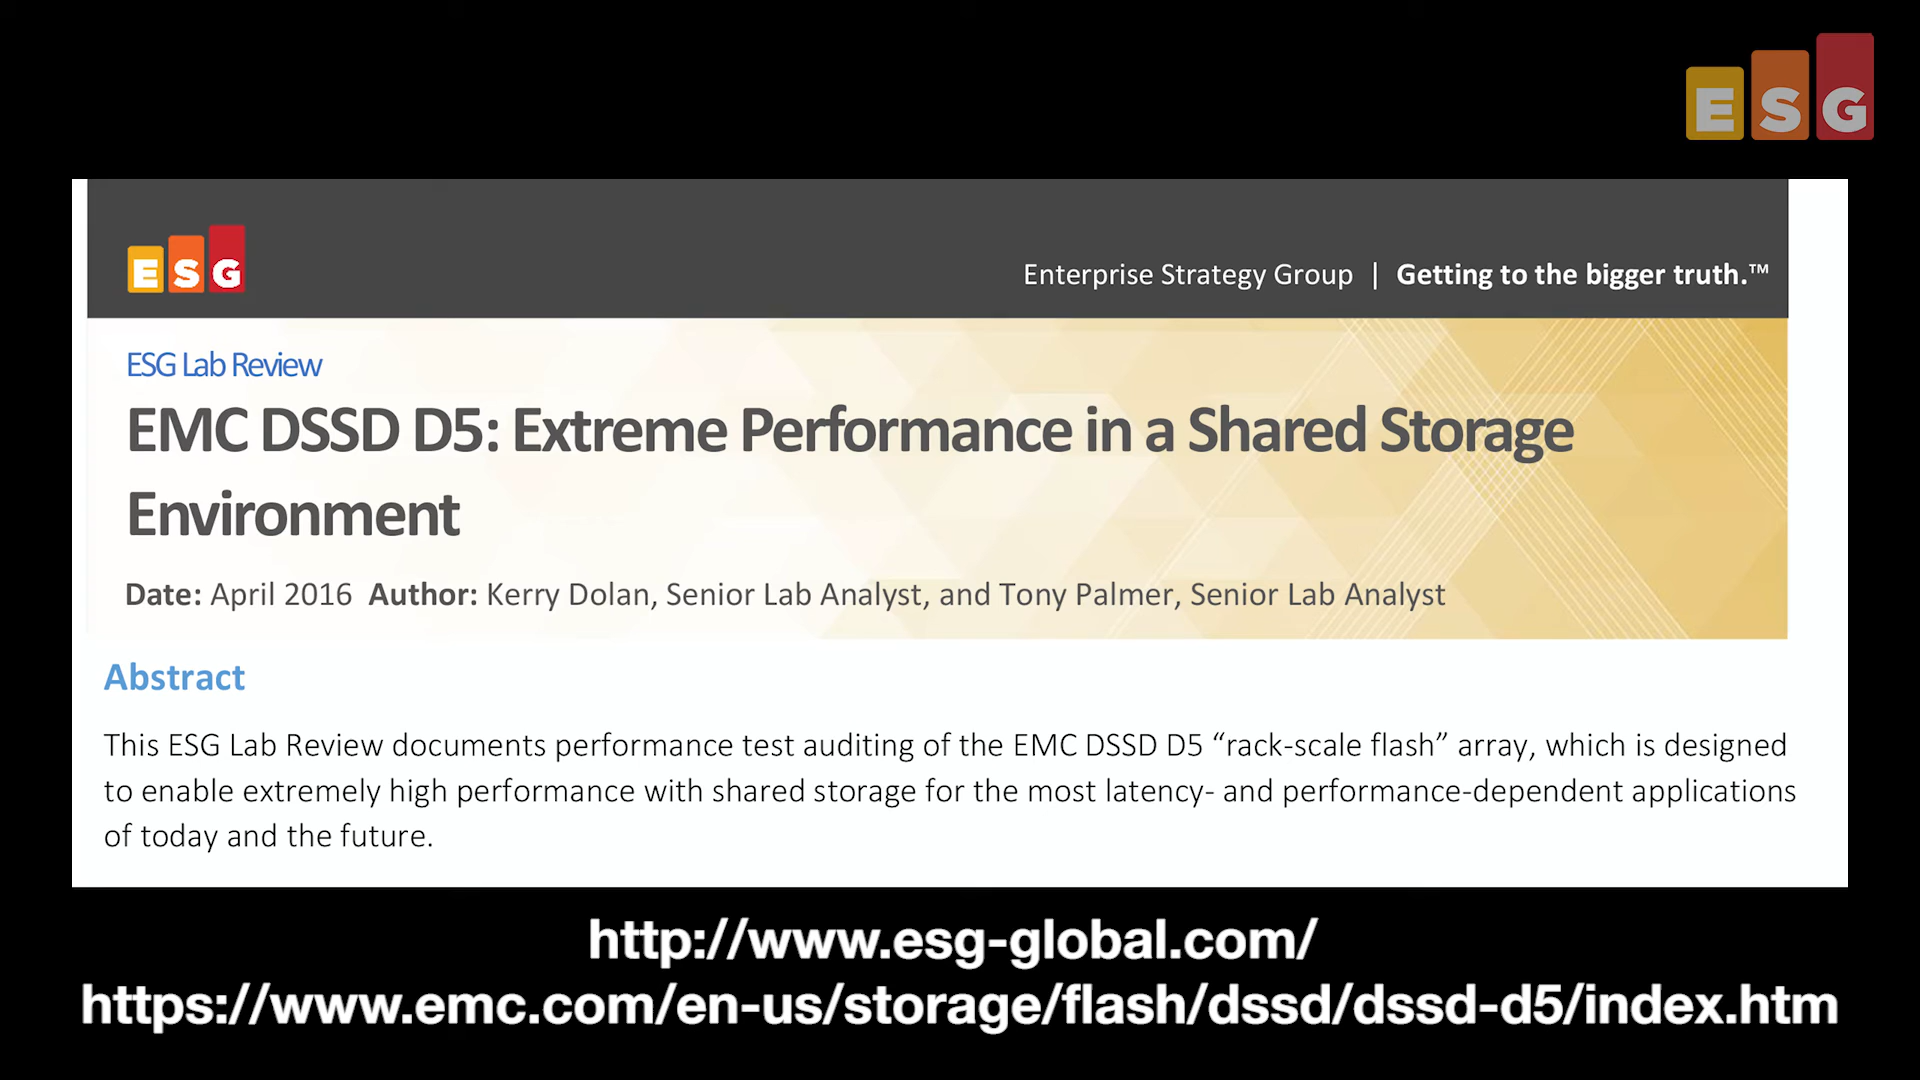 ESG
ESG
Enterprise Strategy Group | Getting to the bigger truth.™
ESG Lab Review
EMC DSSD D5: Extreme Performance in a Shared Storage
Environment
Date: April 2016 Author: Kerry Dolan, Senior Lab Analyst, and Tony Palmer, Senior Lab Analyst
Abstract
This ESG Lab Review documents performance test auditing of the EMC DSSD D5 “rack-scale flash” array, which is designed
to enable extremely high performance with shared storage for the most latency- and performance-dependent applications
of today and the future.
http://www.esg-global.com/
https://www.emc.com/en-us/storage/flash/dssd/dssd-d5/index.htm